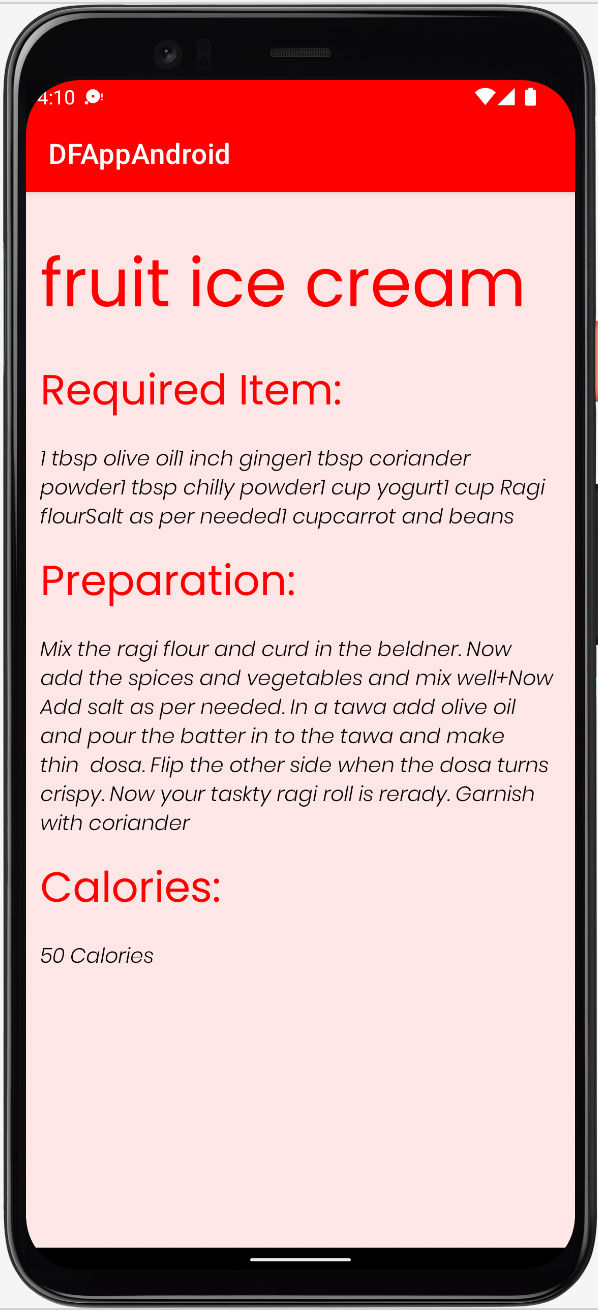 4:10
DFAppAndroid
fruit ice cream
Required Item:
1 tbsp olive oil1 inch ginger1 tbsp coriander
powder1 tbsp chilly powder1 cup yogurt1 cup Ragi
flourSalt as per needed1 cupcarrot and beans
Preparation:
Mix the ragi flour and curd in the beldner. Now
add the spices and vegetables and mix well+Now
Add salt as per needed. In a tawa add olive oil
and pour the batter in to the tawa and make
thin  dosa. Flip the other side when the dosa turns
crispy. Now your taskty ragi roll is rerady. Garnish
with coriander
Calories:
50 Calories